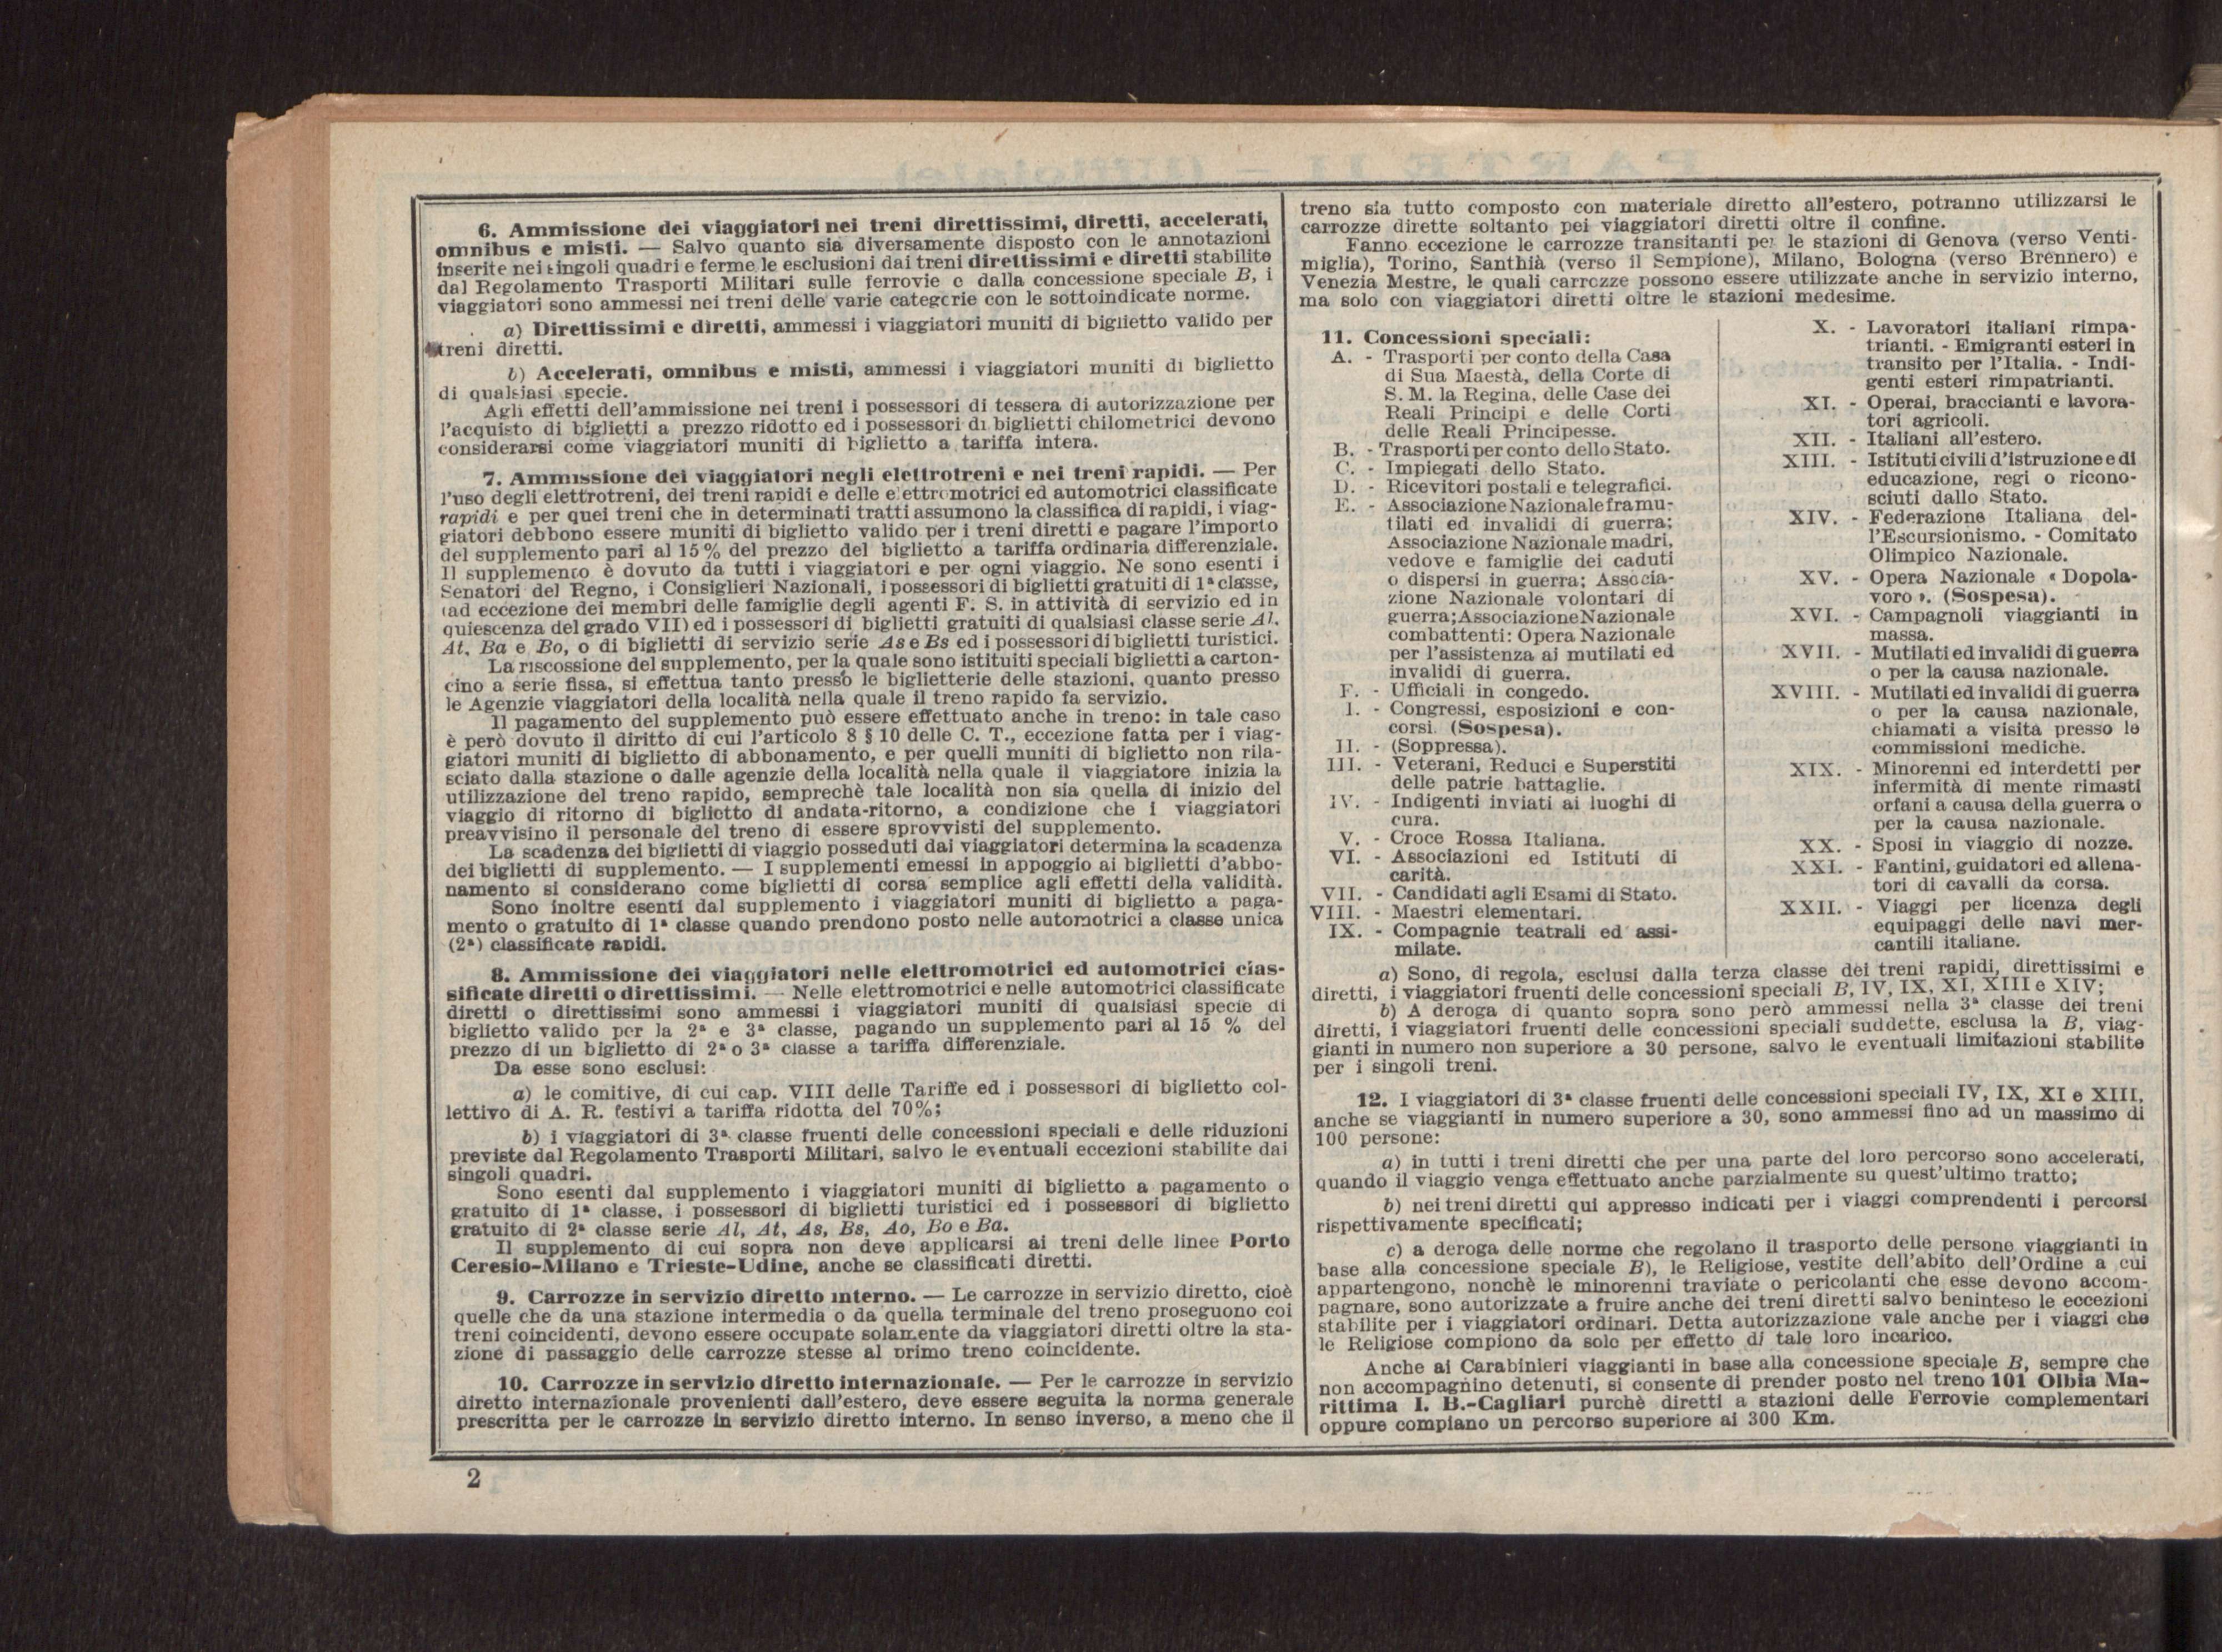 6. Ammissione dei viaggiatori nei treni direttissimi, diretti, accelerati,
omnibus e misti. — Salvo quanto sia diversamente disposto con le annotazioni
inserite nei singoli quadri e ferme le esclusioni dai treni direttissimi e diretti stabilite
dal Regolamento Trasporti Militari sulle ferrovie e dalla concessione speciale B, i
viaggiatori sono ammessi nei treni delle varie categorie con le sottoindicate norme.
a) Direttissimi e diretti, ammessi i viaggiatori muniti di biglietto valido per
treni diretti.
b) Accelerati, omnibus e misti, ammessi i viaggiatori muniti di biglietto
di qualsiasi specie.
Agli effetti dell'ammissione nei treni i possessori di tessera di autorizzazione per
l'acquisto di biglietti a prezzo ridotto ed i possessori di biglietti chilometrici devono
considerarsi come viaggiatori muniti di biglietto a tariffa intera.
7. Ammissione dei viaggiatori negli elettrotreni e nei treni rapidi. — Per
l'uso degli elettrotreni, dei treni rapidi e delle elettromotrici ed automotrici classificate
rapidi e per quei treni che in determinati tratti assumono la classifica di rapidi, i viag-
giatori debbono essere muniti di biglietto valido per i treni diretti e pagare l'importo
del supplemento pari al 15% del prezzo del biglietto a tariffa ordinaria differenziale.
Il supplemento è dovuto da tutti i viaggiatori e per ogni viaggio. Ne sono esenti i
Senatori del Regno, i Consiglieri Nazionali, i possessori di biglietti gratuiti di 1ª classe,
(ad eccezione dei membri delle famiglie degli agenti F. S. in attività di servizio ed in
quiescenza del grado VII) ed i possessori di biglietti gratuiti di qualsiasi classe serie Al,
At, Ba e Bo, o di biglietti di servizio serie As e Bs ed i possessori di biglietti turistici.
La riscossione del supplemento, per la quale sono istituiti speciali biglietti a carton-
cino a serie fissa, si effettua tanto presso le biglietterie delle stazioni, quanto presso
le Agenzie viaggiatori della località nella quale il treno rapido fa servizio.
Il pagamento del supplemento può essere effettuato anche in treno: in tale caso
è però dovuto il diritto di cui l'articolo 8 § 10 delle C. T., eccezione fatta per i viag-
giatori muniti di biglietto di abbonamento, e per quelli muniti di biglietto non rila-
sciato dalla stazione o dalle agenzie della località nella quale il viaggiatore inizia la
utilizzazione del treno rapido, semprechè tale località non sia quella di inizio del
viaggio di ritorno di biglietto di andata-ritorno, a condizione che i viaggiatori
preavvisino il personale del treno di essere sprovvisti del supplemento.
La scadenza dei biglietti di viaggio posseduti dai viaggiatori determina la scadenza
dei biglietti di supplemento. — I supplementi emessi in appoggio ai biglietti d'abbo-
namento si considerano come biglietti di corsa semplice agli effetti della validità.
Sono inoltre esenti dal supplemento i viaggiatori muniti di biglietto a paga-
mento o gratuito di 1ª classe quando prendono posto nelle automotrici a classe unica
(2ª) classificate rapidi.
8. Ammissione dei viaggiatori nelle elettromotrici ed automotrici clas-
sificate diretti o direttissimi. — Nelle elettromotrici e nelle automotrici classificate
diretti o direttissimi sono ammessi i viaggiatori muniti di qualsiasi specie di
biglietto valido per la 2ª e 3ª classe, pagando un supplemento pari al 15 % del
prezzo di un biglietto di 2ª o 3ª classe a tariffa differenziale.
Da esse sono esclusi:
a) le comitive, di cui cap. VIII delle Tariffe ed i possessori di biglietto col-
lettivo di A. R. festivi a tariffa ridotta del 70%;
b) i viaggiatori di 3ª classe fruenti delle concessioni speciali e delle riduzioni
previste dal Regolamento Trasporti Militari, salvo le eventuali eccezioni stabilite dai
singoli quadri.
Sono esenti dal supplemento i viaggiatori muniti di biglietto a pagamento o
gratuito di 1ª classe, i possessori di biglietti turistici ed i possessori di biglietto
gratuito di 2ª classe serie Al, At, As, Bs, Ao, Bo e Ba.
Il supplemento di cui sopra non deve applicarsi ai treni delle linee Porto
Ceresio-Milano e Trieste-Udine, anche se classificati diretti.
9. Carrozze in servizio diretto interno. — Le carrozze in servizio diretto, cioè
quelle che da una stazione intermedia o da quella terminale del treno proseguono coi
treni coincidenti, devono essere occupate solamente da viaggiatori diretti oltre la sta-
zione di passaggio delle carrozze stesse al primo treno coincidente.
10. Carrozze in servizio diretto internazionale. — Per le carrozze in servizio
diretto internazionale provenienti dall'estero, deve essere seguita la norma generale
prescritta per le carrozze in servizio diretto interno. In senso inverso, a meno che il
2
treno sia tutto composto con materiale diretto all'estero, potranno utilizzarsi le
carrozze dirette soltanto pei viaggiatori diretti oltre il confine.
Fanno eccezione le carrozze transitanti per le stazioni di Genova (verso Venti-
miglia), Torino, Santhià (verso il Sempione), Milano, Bologna (verso Brennero) e
Venezia Mestre, le quali carrozze possono essere utilizzate anche in servizio interno,
ma solo con viaggiatori diretti oltre le stazioni medesime.
11. Concessioni speciali:
A. - Trasporti per conto della Casa
di Sua Maestà, della Corte di
S. M. la Regina, delle Case dei
Reali Principi e delle Corti
delle Reali Principesse.
B. - Trasporti per conto dello Stato.
C. - Impiegati dello Stato.
D. - Ricevitori postali e telegrafici.
E. - Associazione Nazionale fra mu-
tilati ed invalidi di guerra;
Associazione Nazionale madri,
vedove e famiglie dei caduti
o dispersi in guerra; Associa-
zione Nazionale volontari di
guerra; Associazione Nazionale
combattenti: Opera Nazionale
per l'assistenza ai mutilati ed
invalidi di guerra.
F. - Ufficiali in congedo.
I. - Congressi, esposizioni e con-
corsi. (Sospesa).
II. - (Soppressa).
III. - Veterani, Reduci e Superstiti
delle patrie battaglie.
IV. - Indigenti inviati ai luoghi di
cura.
V. - Croce Rossa Italiana.
VI. - Associazioni ed Istituti di
carità.
VII. - Candidati agli Esami di Stato.
VIII. - Maestri elementari.
IX. - Compagnie teatrali ed assi-
milate.
X. - Lavoratori italiani rimpa-
trianti. - Emigranti esteri in
transito per l'Italia. - Indi-
genti esteri rimpatrianti.
XI. - Operai, braccianti e lavora-
tori agricoli.
XII. - Italiani all'estero.
XIII. - Istituti civili d'istruzione e di
educazione, regi o ricono-
sciuti dallo Stato.
XIV. - Federazione Italiana del-
l'Escursionismo. - Comitato
Olimpico Nazionale.
XV. - Opera Nazionale « Dopola-
voro ». (Sospesa).
XVI. - Campagnoli viaggianti in
massa.
XVII. - Mutilati ed invalidi di guerra
o per la causa nazionale.
XVIII. - Mutilati ed invalidi di guerra
o per la causa nazionale,
chiamati a visita presso le
commissioni mediche.
XIX. - Minorenni ed interdetti per
infermità di mente rimasti
orfani a causa della guerra o
per la causa nazionale.
XX. - Sposi in viaggio di nozze.
XXI. - Fantini, guidatori ed allena-
tori di cavalli da corsa.
XXII. - Viaggi per licenza degli
equipaggi delle navi mer-
cantili italiane.
a) Sono, di regola, esclusi dalla terza classe dei treni rapidi, direttissimi e
diretti, i viaggiatori fruenti delle concessioni speciali B, IV, IX, XI, XIII e XIV;
b) A deroga di quanto sopra sono però ammessi nella 3ª classe dei treni
diretti, i viaggiatori fruenti delle concessioni speciali suddette, esclusa la B, viag-
gianti in numero non superiore a 30 persone, salvo le eventuali limitazioni stabilite
per i singoli treni.
12. I viaggiatori di 3ª classe fruenti delle concessioni speciali IV, IX, XI e XIII,
anche se viaggianti in numero superiore a 30, sono ammessi fino ad un massimo di
100 persone:
a) in tutti i treni diretti che per una parte del loro percorso sono accelerati,
quando il viaggio venga effettuato anche parzialmente su quest'ultimo tratto;
b) nei treni diretti qui appresso indicati per i viaggi comprendenti i percorsi
rispettivamente specificati;
c) a deroga delle norme che regolano il trasporto delle persone viaggianti in
base alla concessione speciale B), le Religiose, vestite dell'abito dell'Ordine a cui
appartengono, nonchè le minorenni traviate o pericolanti che esse devono accom-
pagnare, sono autorizzate a fruire anche dei treni diretti salvo beninteso le eccezioni
stabilite per i viaggiatori ordinari. Detta autorizzazione vale anche per i viaggi che
le Religiose compiono da sole per effetto di tale loro incarico.
Anche ai Carabinieri viaggianti in base alla concessione speciale B, sempre che
non accompagnino detenuti, si consente di prender posto nel treno 101 Olbia Ma-
rittima I. B.-Cagliari purchè diretti a stazioni delle Ferrovie complementari
oppure compiano un percorso superiore ai 300 Km.